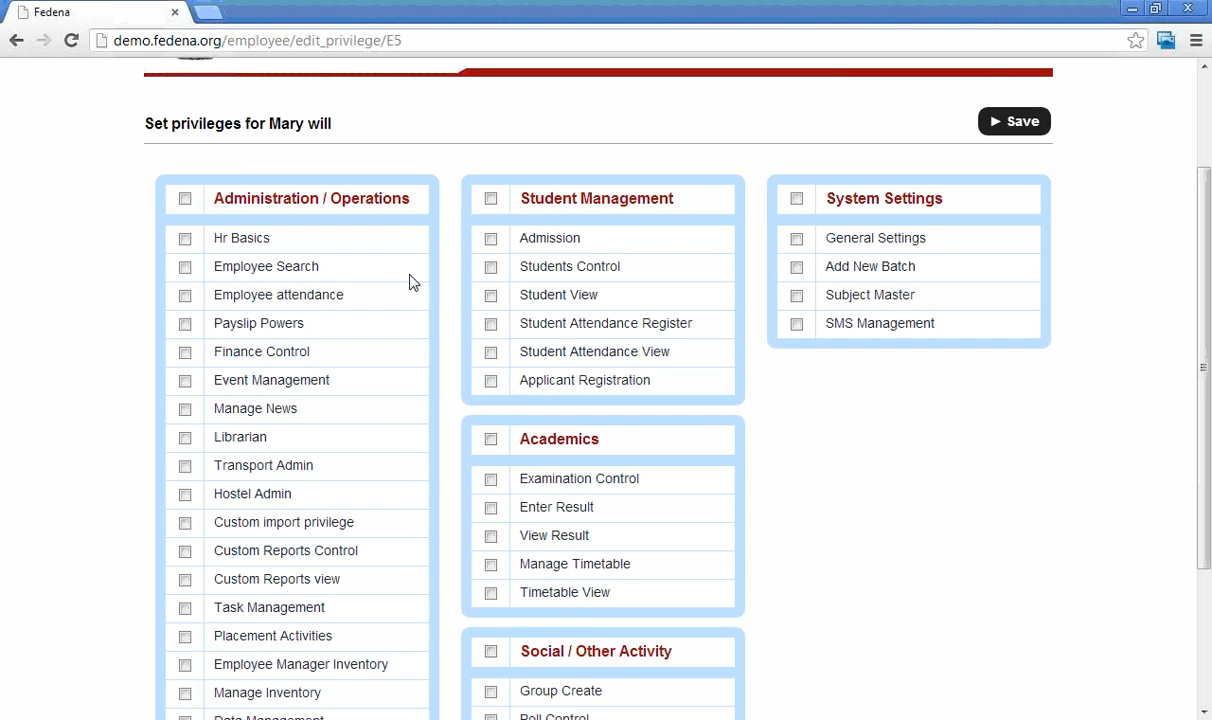 Fedena
demo.fedena.org/employee/edit_privilege/E5
Set privileges for Mary will
Save
Administration / Operations
Hr Basics
Employee Search
Employee attendance
Payslip Powers
Finance Control
Event Management
Manage News
Librarian
Transport Admin
Hostel Admin
Custom import privilege
Custom Reports Control
Custom Reports view
Task Management
Placement Activities
Employee Manager Inventory
Manage Inventory
Data Management
Student Management
Admission
Students Control
Student View
Student Attendance Register
Student Attendance View
Applicant Registration
Academics
Examination Control
Enter Result
View Result
Manage Timetable
Timetable View
Social / Other Activity
Group Create
Poll Control
System Settings
General Settings
Add New Batch
Subject Master
SMS Management